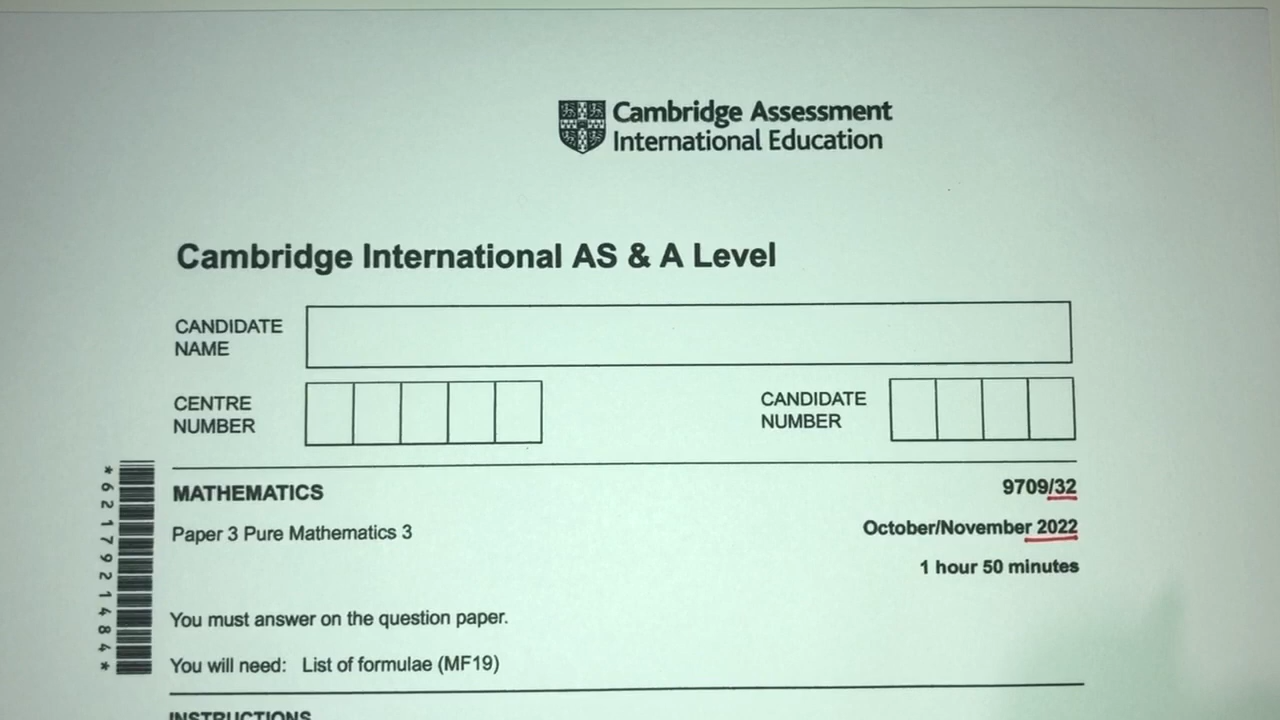 Cambridge Assessment
International Education
Cambridge International AS & A Level
CANDIDATE
NAME
CENTRE
NUMBER
CANDIDATE
NUMBER
*6217921484*
MATHEMATICS
9709/32
Paper 3 Pure Mathematics 3
October/November 2022
1 hour 50 minutes
You must answer on the question paper.
You will need: List of formulae (MF19)
INSTRUCTIONS